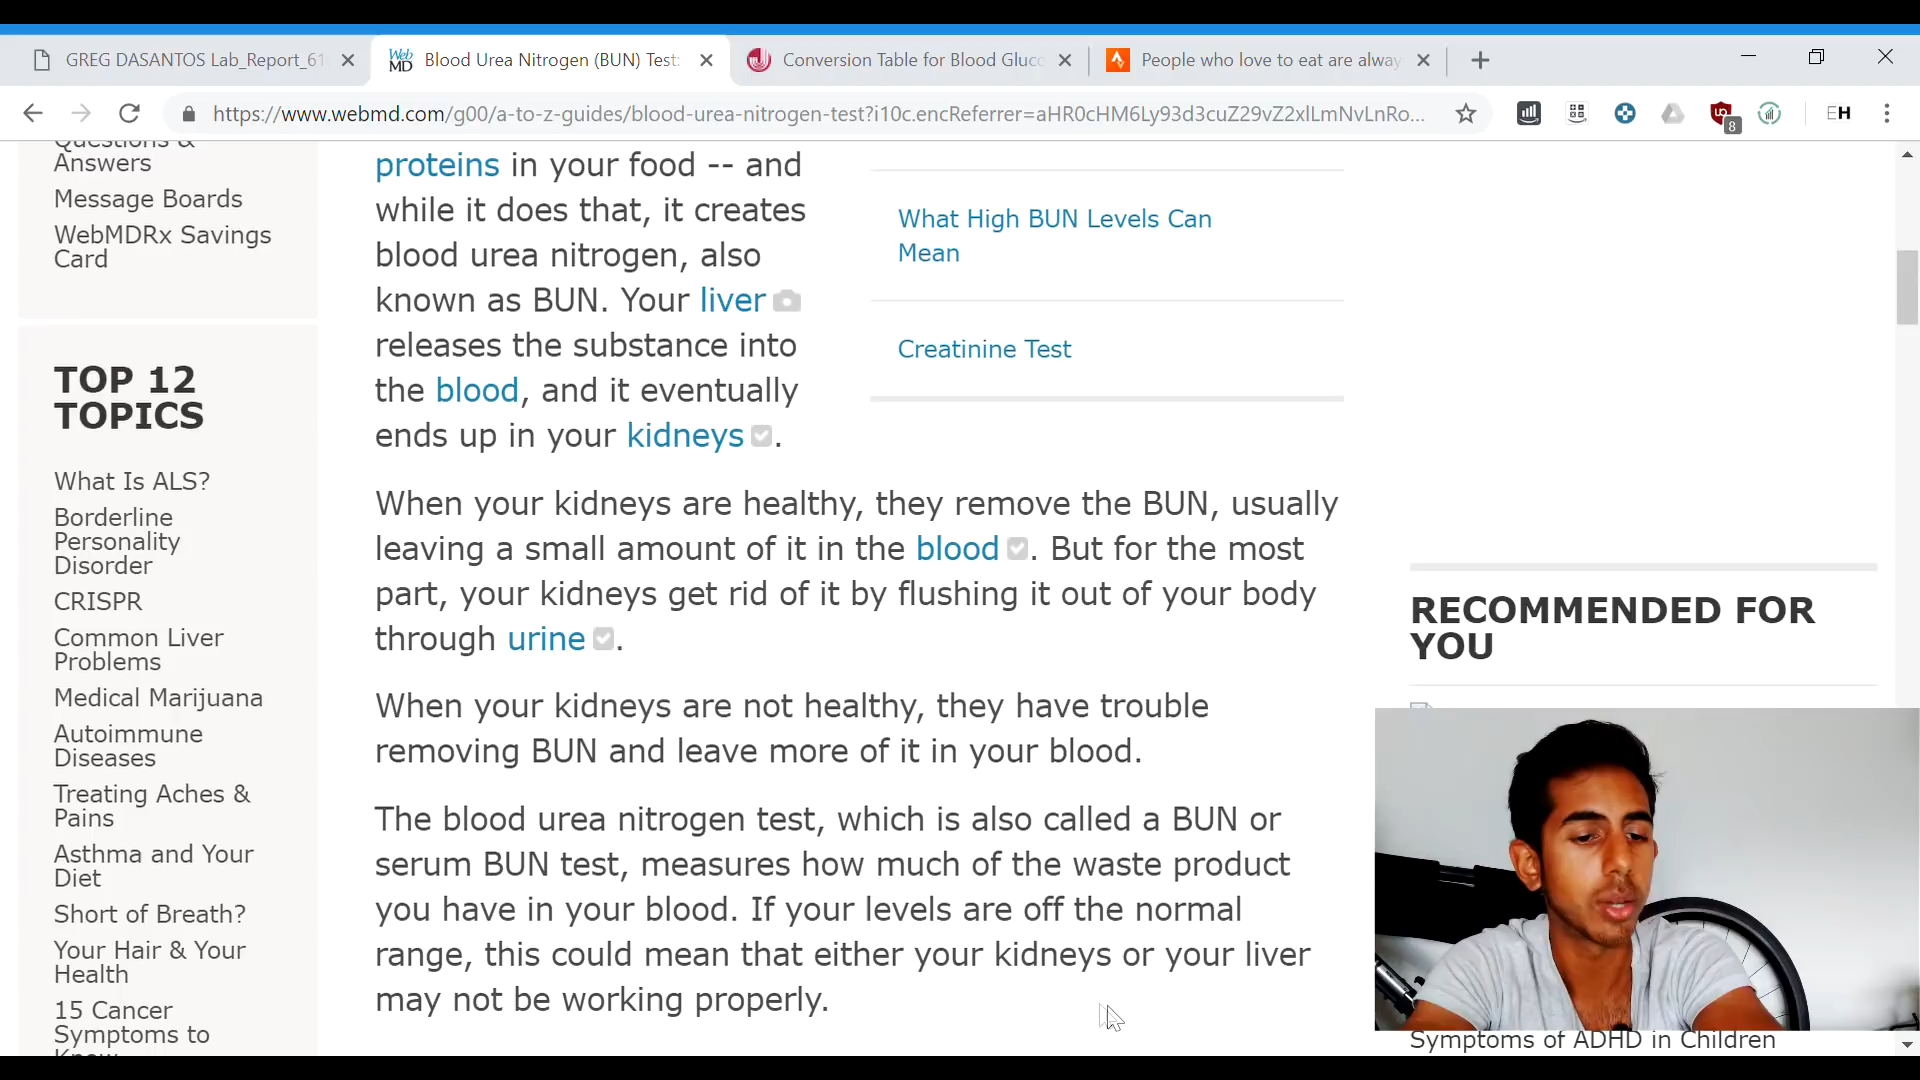 GREG DASANTOS Lab_Report_61
Web MD Blood Urea Nitrogen (BUN) Test:
Conversion Table for Blood Gluc
People who love to eat are alway
https://www.webmd.com/g00/a-to-z-guides/blood-urea-nitrogen-test?i10c.encReferrer=aHR0cHM6Ly93d3cuZ29vZ2xlLmNvLnRo...
8
EH
Questions &
Answers
Message Boards
WebMDRx Savings
Card
TOP 12
TOPICS
What Is ALS?
Borderline
Personality
Disorder
CRISPR
Common Liver
Problems
Medical Marijuana
Autoimmune
Diseases
Treating Aches &
Pains
Asthma and Your
Diet
Short of Breath?
Your Hair & Your
Health
15 Cancer
Symptoms to
Know
proteins in your food -- and
while it does that, it creates
blood urea nitrogen, also
known as BUN. Your liver
releases the substance into
the blood, and it eventually
ends up in your kidneys.
What High BUN Levels Can
Mean
Creatinine Test
When your kidneys are healthy, they remove the BUN, usually
leaving a small amount of it in the blood. But for the most
part, your kidneys get rid of it by flushing it out of your body
through urine.
When your kidneys are not healthy, they have trouble
removing BUN and leave more of it in your blood.
The blood urea nitrogen test, which is also called a BUN or
serum BUN test, measures how much of the waste product
you have in your blood. If your levels are off the normal
range, this could mean that either your kidneys or your liver
may not be working properly.
RECOMMENDED FOR
YOU
Symptoms of ADHD in Children